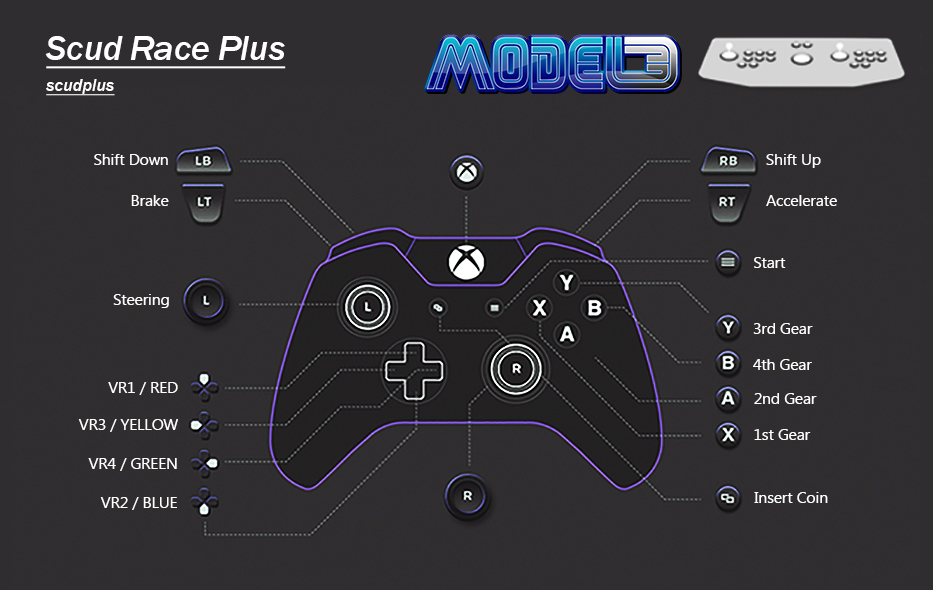 Scud Race Plus
scudplus
MODEL3
Shift Down LB
Brake LT
Steering L
VR1 / RED
VR3 / YELLOW
VR4 / GREEN
VR2 / BLUE
RB Shift Up
RT Accelerate
Start
Y 3rd Gear
B 4th Gear
A 2nd Gear
X 1st Gear
Insert Coin
L
Y
X
B
A
R
R